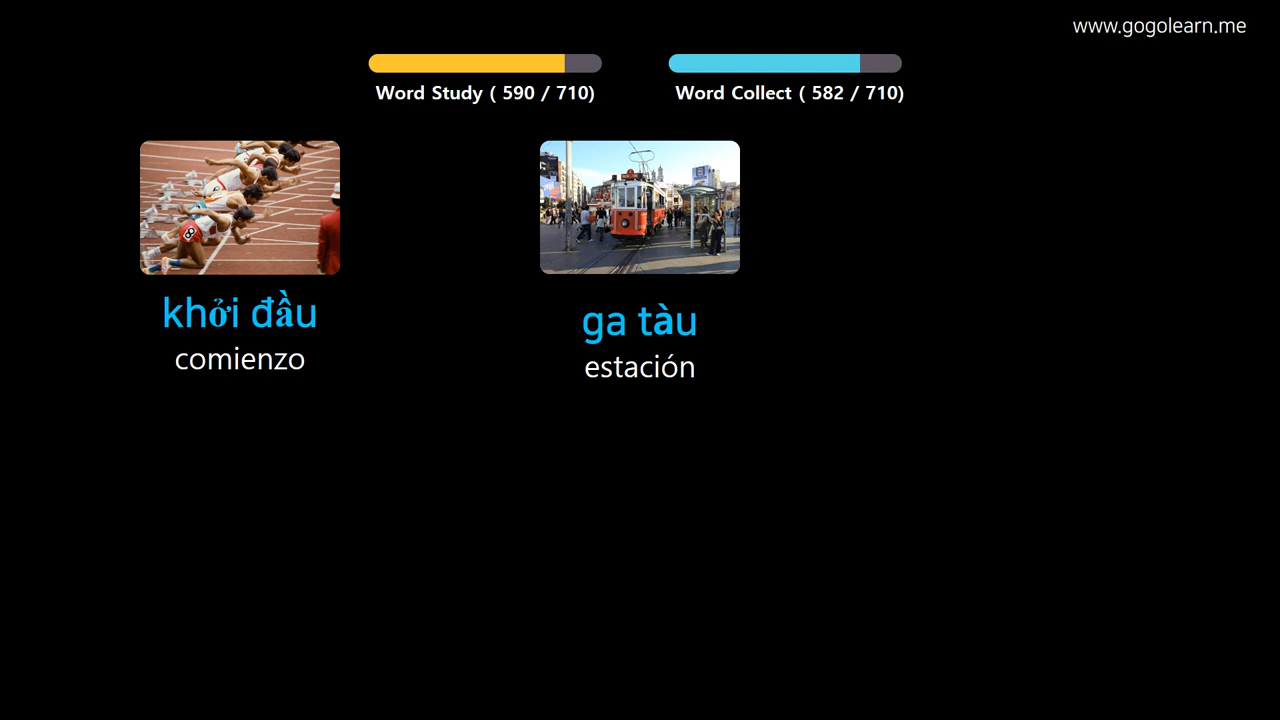 www.gogolearn.me
Word Study ( 590 / 710)
Word Collect ( 582 / 710)
khởi đầu
comienzo
ga tàu
estación